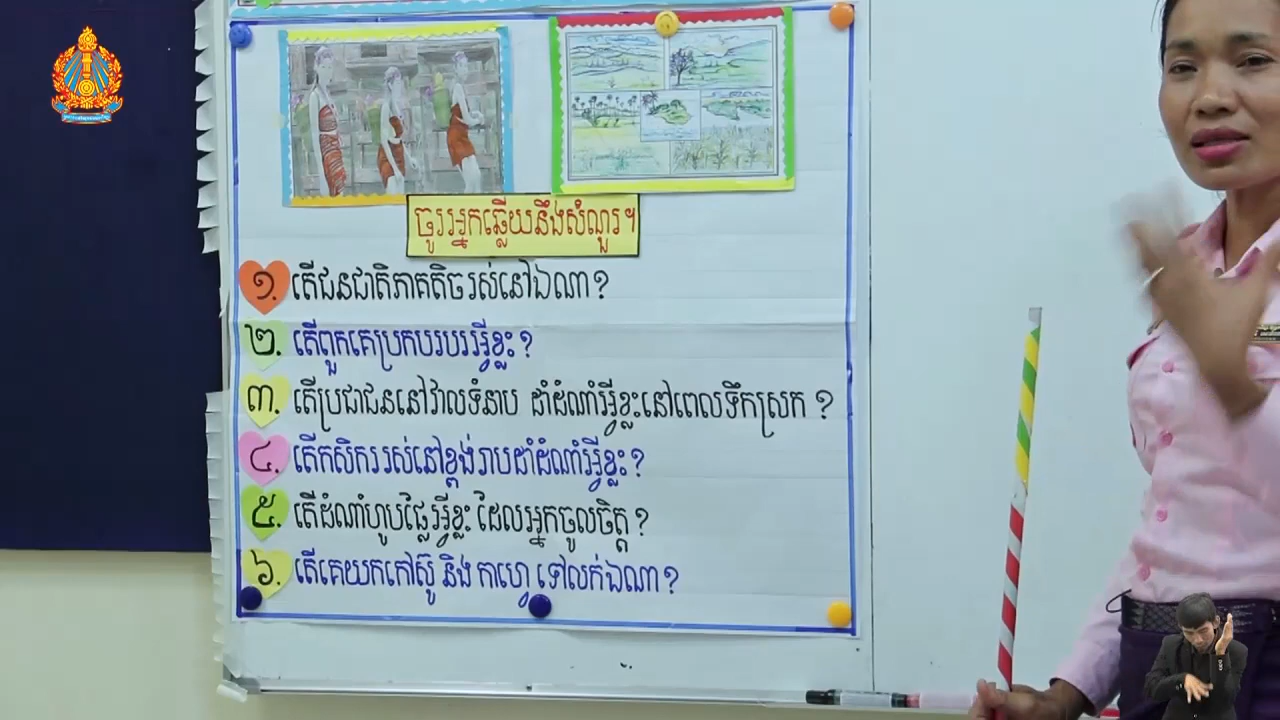 ចូរអ្នកឆ្លើយនឹងសំណួរ។
១. តើជនជាតិភាគតិចរស់នៅឯណា?
២. តើពួកគេប្រកបរបរអ្វីខ្លះ?
៣. តើប្រជាជននៅវាលទំនាប ដាំដំណាំអ្វីខ្លះនៅពេលទឹកស្រក ?
៤. តើកសិកររស់នៅខ្ពង់រាបដាំដំណាំអ្វីខ្លះ?
៥. តើដំណាំហូបផ្លែអ្វីខ្លះ ដែលអ្នកចូលចិត្ត ?
៦. តើគេយកកៅស៊ូ និង កាហ្វេ ទៅលក់ឯណា?